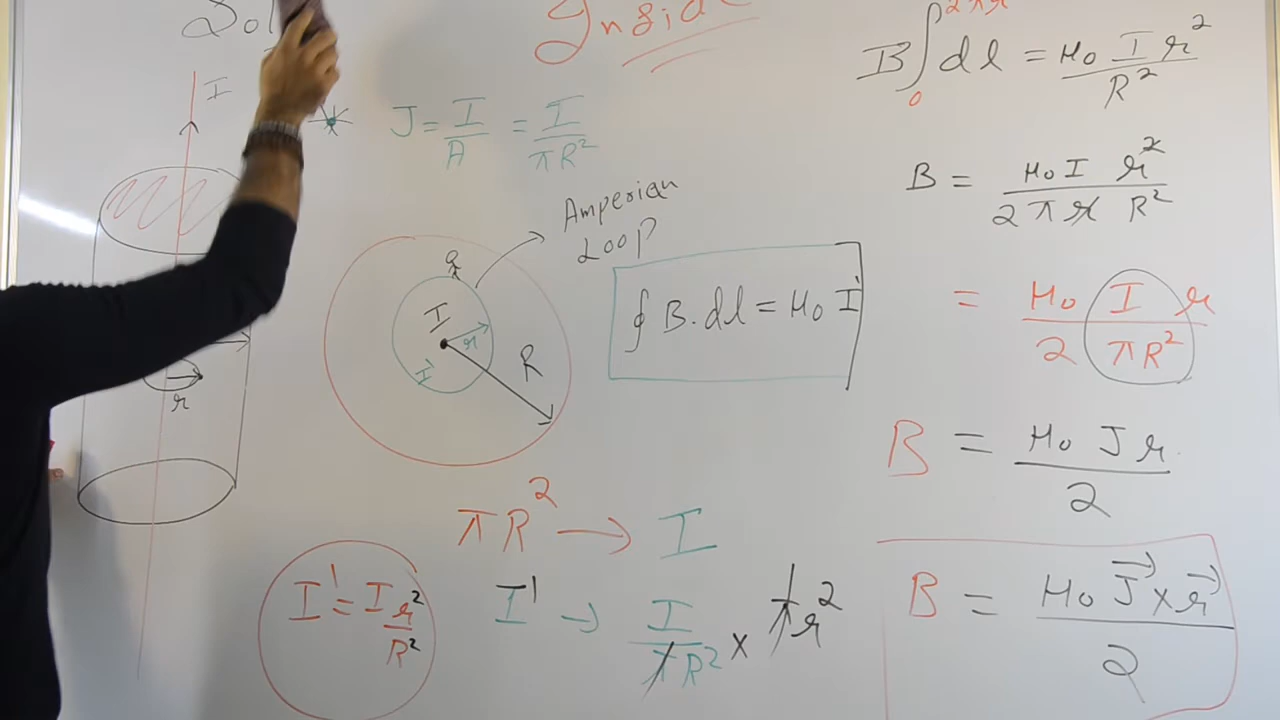 Sol
Inside
I
J = I/A = I/πR²
Amperian
Loop
I
r
R
I'
r
∮ B.dl = μ₀ I
πR² → I
I' = I r²/R²
I' → I/πR² × πr²
B ∫₀^2πr dl = μ₀ I r²/R²
B = μ₀ I r²/2πr R²
= μ₀ I r/2 πR²
B = μ₀ J r/2
B = μ₀ J⃗ × r⃗/2